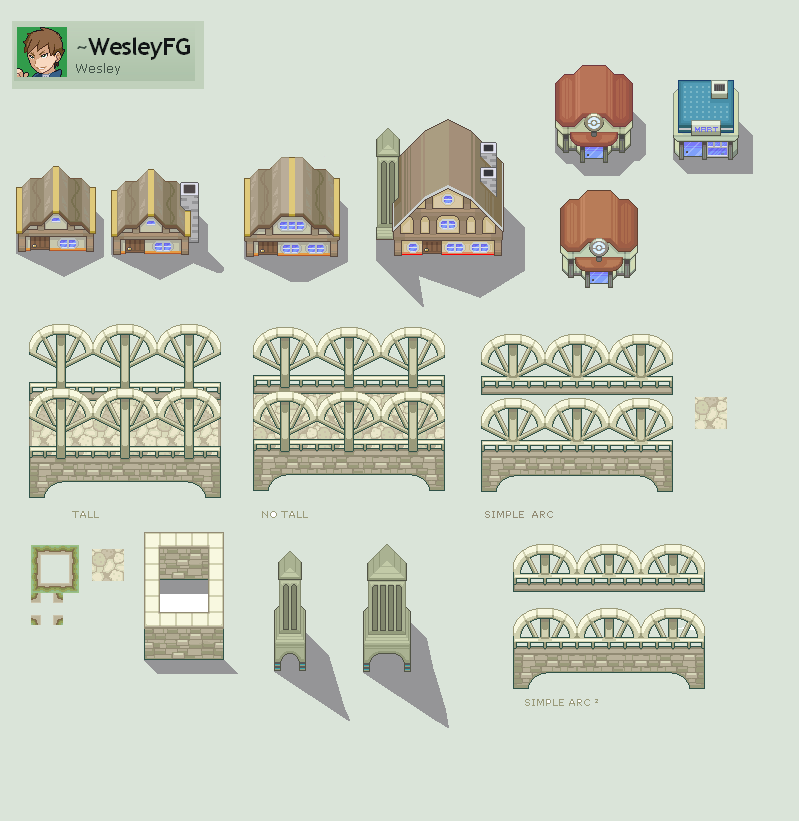 ~WesleyFG
Wesley
MART
TALL
NO TALL
SIMPLE ARC
SIMPLE ARC ²